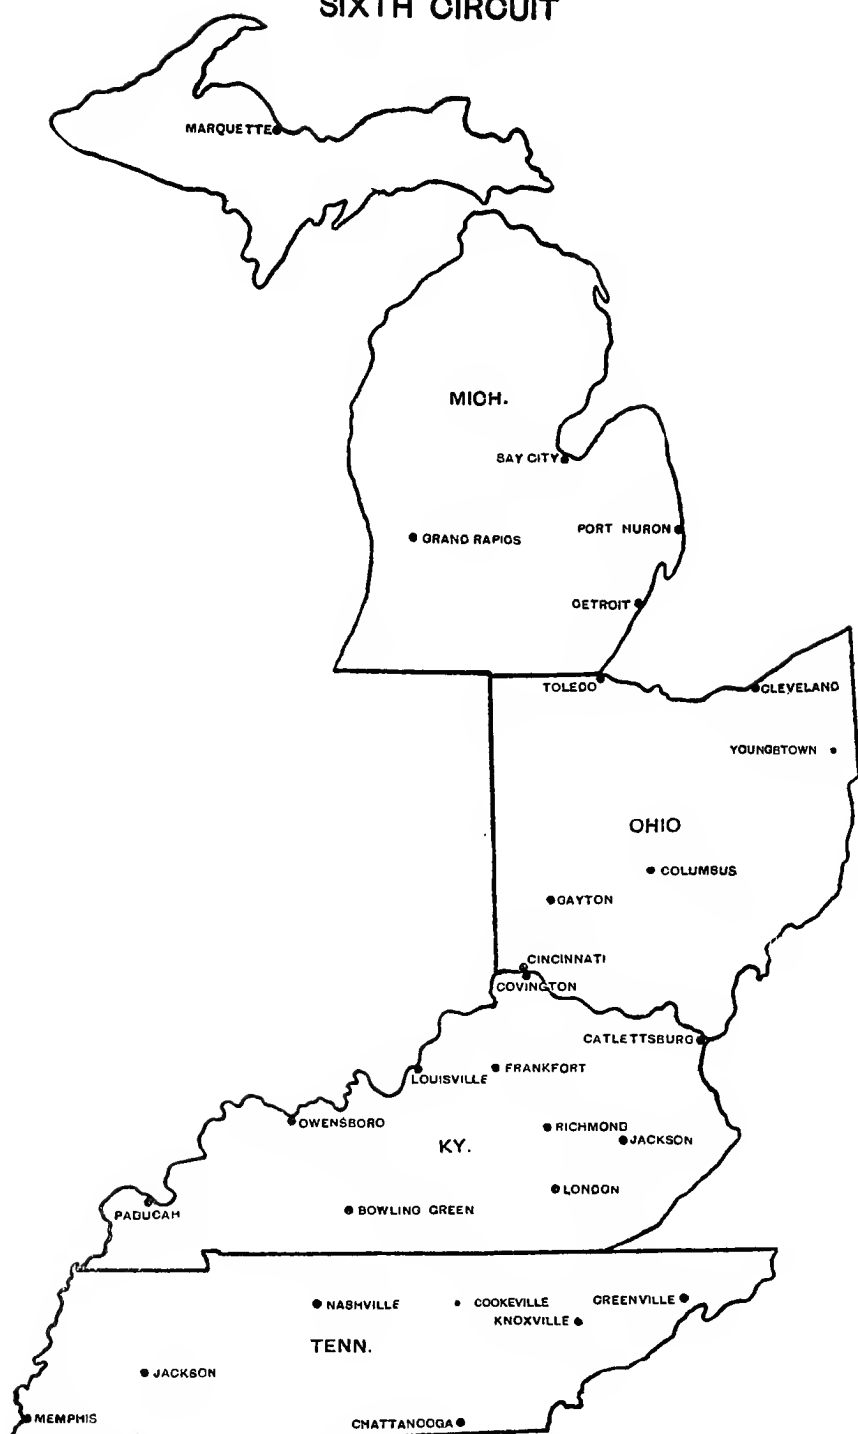 SIXTH CIRCUIT
MARQUETTE
MICH.
BAY CITY
GRAND RAPIDS
PORT HURON
DETROIT
TOLEDO
CLEVELAND
YOUNGBTOWN
OHIO
COLUMBUS
DAYTON
CINCINNATI
COVINGTON
CATLETTSBURG
LOUISVILLE
FRANKFORT
OWENSBORO
RICHMOND
KY.
JACKSON
LONDON
PADUCAH
BOWLING GREEN
NASHVILLE
COOKEVILLE
GREENVILLE
KNOXVILLE
TENN.
JACKSON
MEMPHIS
CHATTANOOGA